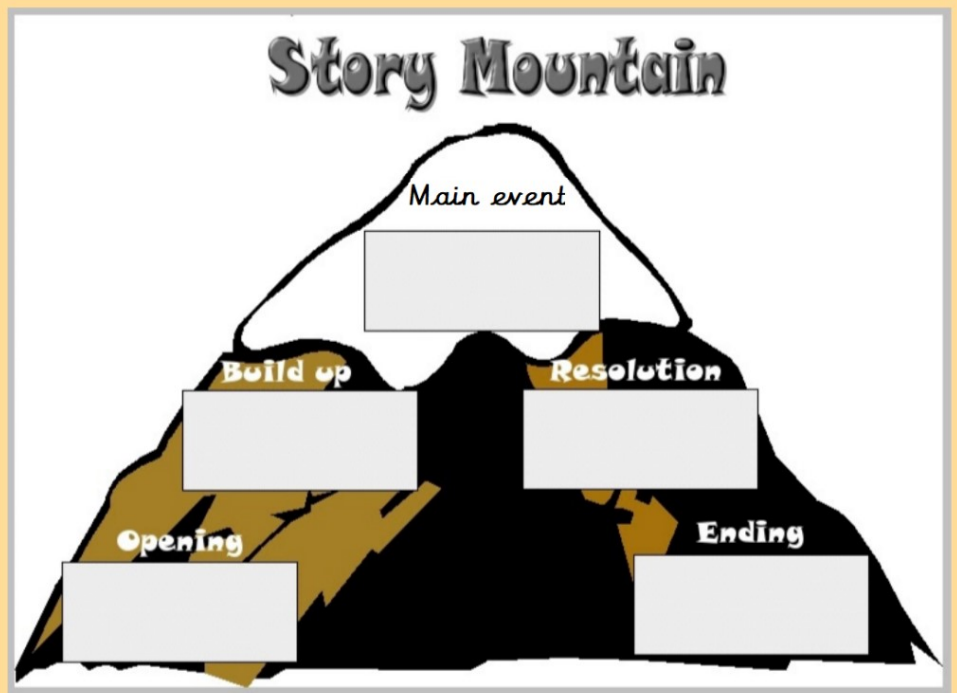 Story Mountain
Main event
Build up
Resolution
Opening
Ending